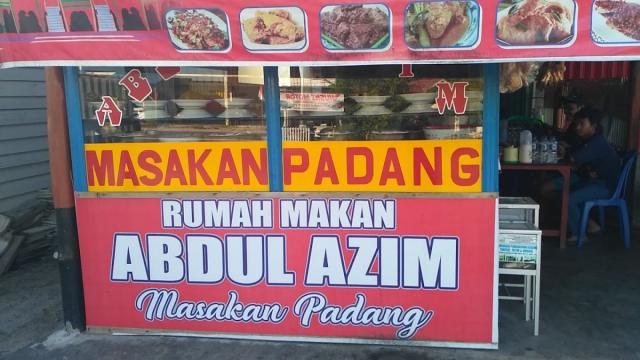 MASAKAN PADANG
RUMAH MAKAN
ABDUL AZIM
Masakan Padang